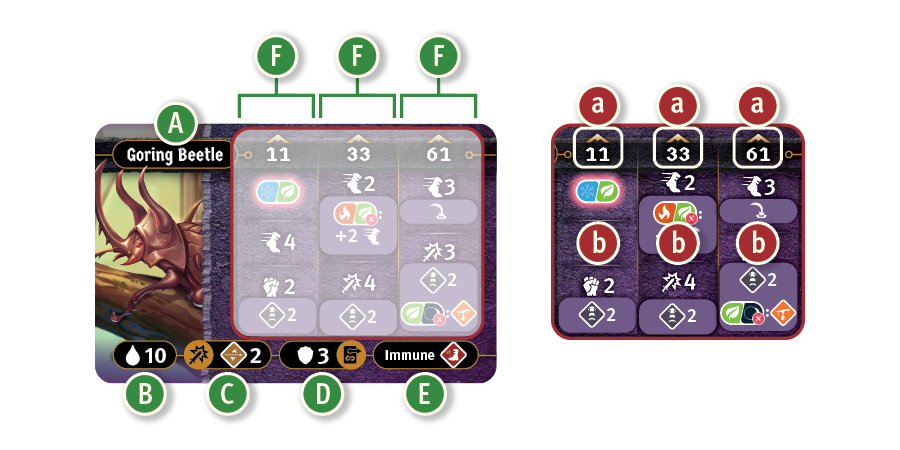 F F F
a a a
A
Goring Beetle 11 33 61
11 33 61
2 3
2 3
:
:
4 +2
3
b b b
2 4 2
2 4 2
2 2 :
2 2 :
10 2 3 Immune
B C D E